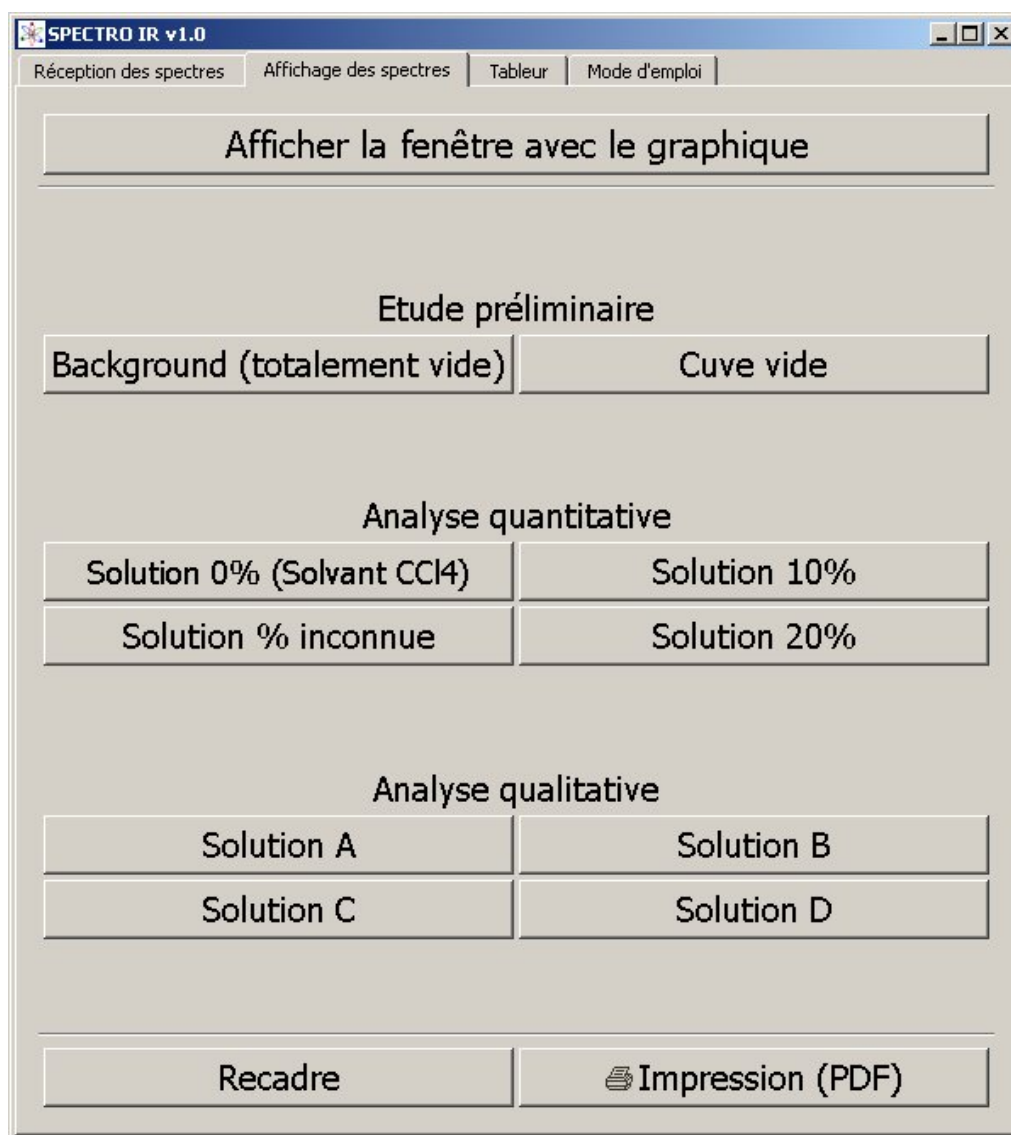 SPECTRO IR v1.0
Réception des spectres Affichage des spectres Tableur Mode d'emploi
Afficher la fenêtre avec le graphique
Etude préliminaire
Background (totalement vide) Cuve vide
Analyse quantitative
Solution 0% (Solvant CCl4) Solution 10%
Solution % inconnue Solution 20%
Analyse qualitative
Solution A Solution B
Solution C Solution D
Recadre Impression (PDF)